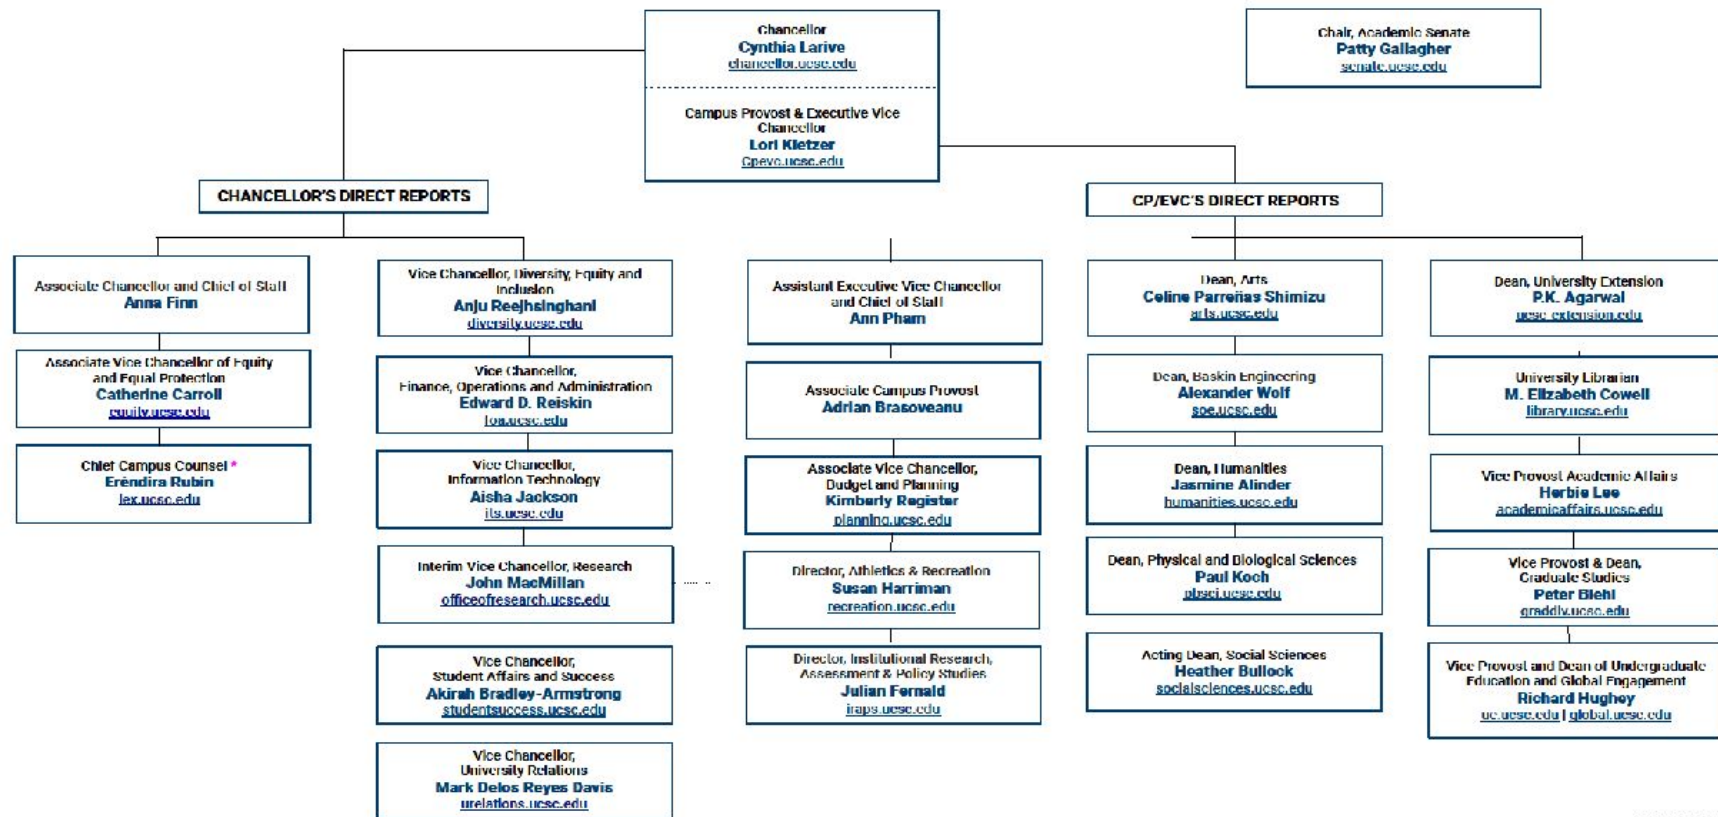 Chancellor
Cynthia Larive
chancellor.ucsc.edu
Campus Provost & Executive Vice
Chancellor
Lori Kletzer
Cpevc.ucsc.edu
Chair, Academic Senate
Patty Gallagher
senate.ucsc.edu
CHANCELLOR'S DIRECT REPORTS
CP/EVC'S DIRECT REPORTS
Associate Chancellor and Chief of Staff
Anna Finn
Associate Vice Chancellor of Equity
and Equal Protection
Catherine Carroll
equity.ucsc.edu
Chief Campus Counsel *
Eréndira Rubin
lex.ucsc.edu
Vice Chancellor, Diversity, Equity and
Inclusion
Anju Reejhsinghani
diversity.ucsc.edu
Vice Chancellor,
Finance, Operations and Administration
Edward D. Reiskin
foa.ucsc.edu
Vice Chancellor,
Information Technology
Aisha Jackson
its.ucsc.edu
Interim Vice Chancellor, Research
John MacMillan
officeofresearch.ucsc.edu
Vice Chancellor,
Student Affairs and Success
Akirah Bradley-Armstrong
studentsuccess.ucsc.edu
Vice Chancellor,
University Relations
Mark Delos Reyes Davis
urelations.ucsc.edu
Assistant Executive Vice Chancellor
and Chief of Staff
Ann Pham
Associate Campus Provost
Adrian Brasoveanu
Associate Vice Chancellor,
Budget and Planning
Kimberly Register
planning.ucsc.edu
Director, Athletics & Recreation
Susan Harriman
recreation.ucsc.edu
Director, Institutional Research,
Assessment & Policy Studies
Julian Fernald
iraps.ucsc.edu
Dean, Arts
Celine Parreñas Shimizu
arts.ucsc.edu
Dean, Baskin Engineering
Alexander Wolf
soe.ucsc.edu
Dean, Humanities
Jasmine Alinder
humanities.ucsc.edu
Dean, Physical and Biological Sciences
Paul Koch
pbsci.ucsc.edu
Acting Dean, Social Sciences
Heather Bullock
socialsciences.ucsc.edu
Dean, University Extension
P.K. Agarwal
ucsc-extension.edu
University Librarian
M. Elizabeth Cowell
library.ucsc.edu
Vice Provost Academic Affairs
Herbie Lee
academicaffairs.ucsc.edu
Vice Provost & Dean,
Graduate Studies
Peter Biehl
graddiv.ucsc.edu
Vice Provost and Dean of Undergraduate
Education and Global Engagement
Richard Hughey
ue.ucsc.edu | global.ucsc.edu